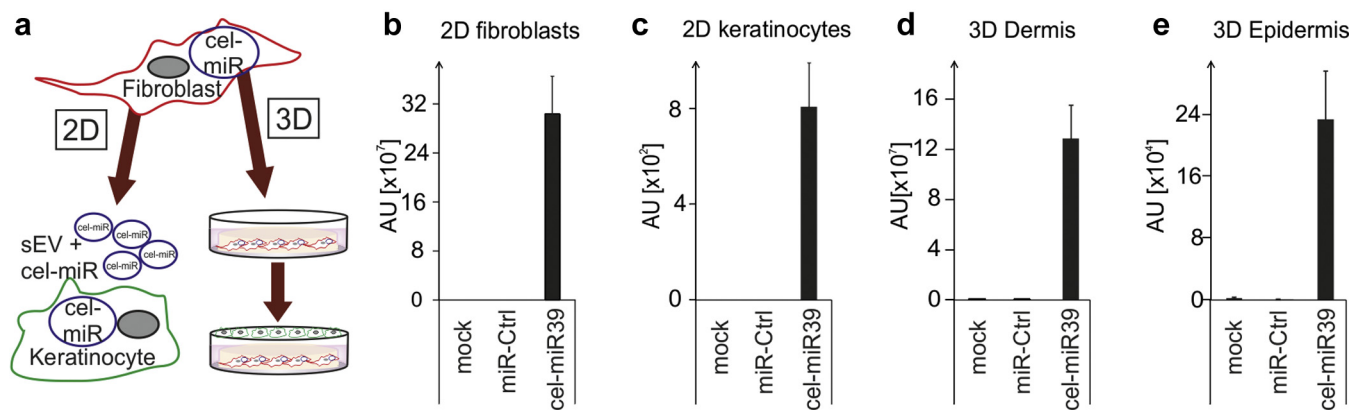 a
cel-
miR
Fibroblast
2D
3D
cel-miR
cel-miR
cel-miR
cel-miR
sEV +
cel-miR
cel-
miR
Keratinocyte
b
2D fibroblasts
AU [x10⁷]
32
24
16
8
0
mock
miR-Ctrl
cel-miR39
c
2D keratinocytes
AU [x10²]
8
4
0
mock
miR-Ctrl
cel-miR39
d
3D Dermis
AU[x10⁷]
16
12
8
4
0
mock
miR-Ctrl
cel-miR39
e
3D Epidermis
AU [x10⁴]
24
16
8
0
mock
miR-Ctrl
cel-miR39